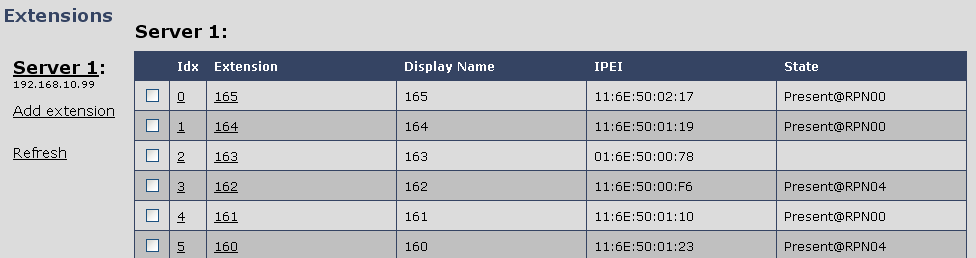 Extensions
Server 1:
192.168.10.99
Add extension
Refresh
Server 1:
Idx Extension Display Name IPEI State
0 165 165 11:6E:50:02:17 Present@RPN00
1 164 164 11:6E:50:01:19 Present@RPN00
2 163 163 01:6E:50:00:78
3 162 162 11:6E:50:00:F6 Present@RPN04
4 161 161 11:6E:50:01:10 Present@RPN00
5 160 160 11:6E:50:01:23 Present@RPN04